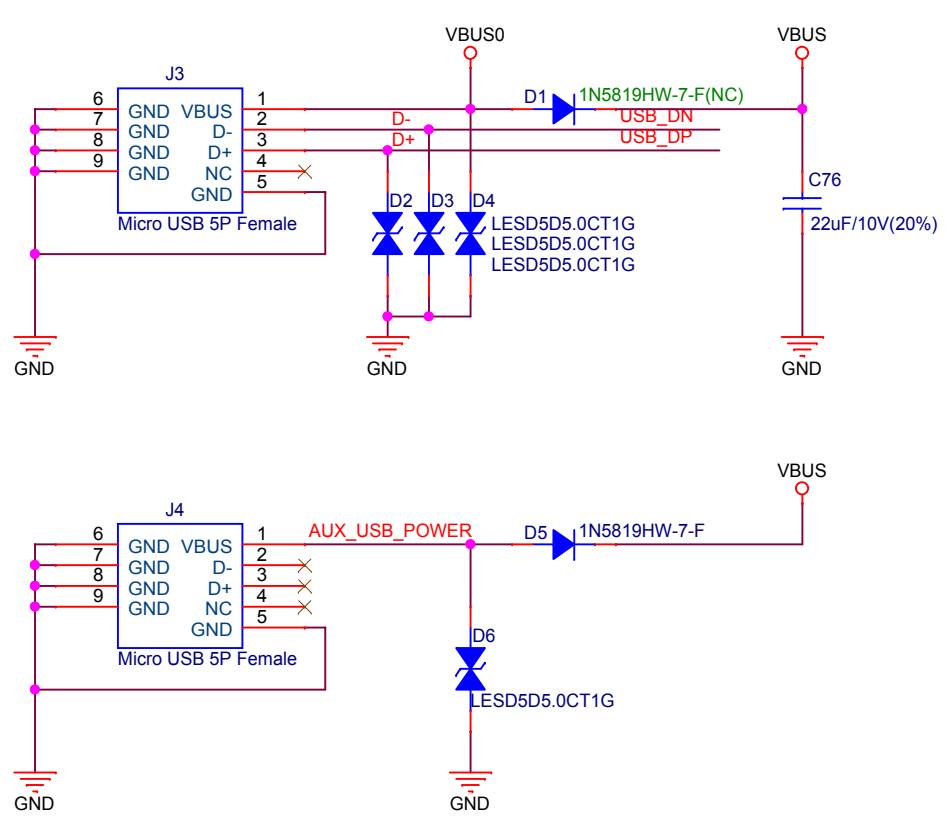 VBUS0
VBUS
J3
D1
1N5819HW-7-F(NC)
6
GND
VBUS
1
7
GND
D-
2
D-
USB_DN
8
GND
D+
3
D+
USB_DP
9
GND
NC
4
GND
5
Micro USB 5P Female
D2
D3
D4
LESD5D5.0CT1G
LESD5D5.0CT1G
LESD5D5.0CT1G
C76
22uF/10V(20%)
GND
GND
GND
VBUS
J4
AUX_USB_POWER
D5
1N5819HW-7-F
6
GND
VBUS
1
7
GND
D-
2
8
GND
D+
3
9
GND
NC
4
GND
5
Micro USB 5P Female
D6
LESD5D5.0CT1G
GND
GND